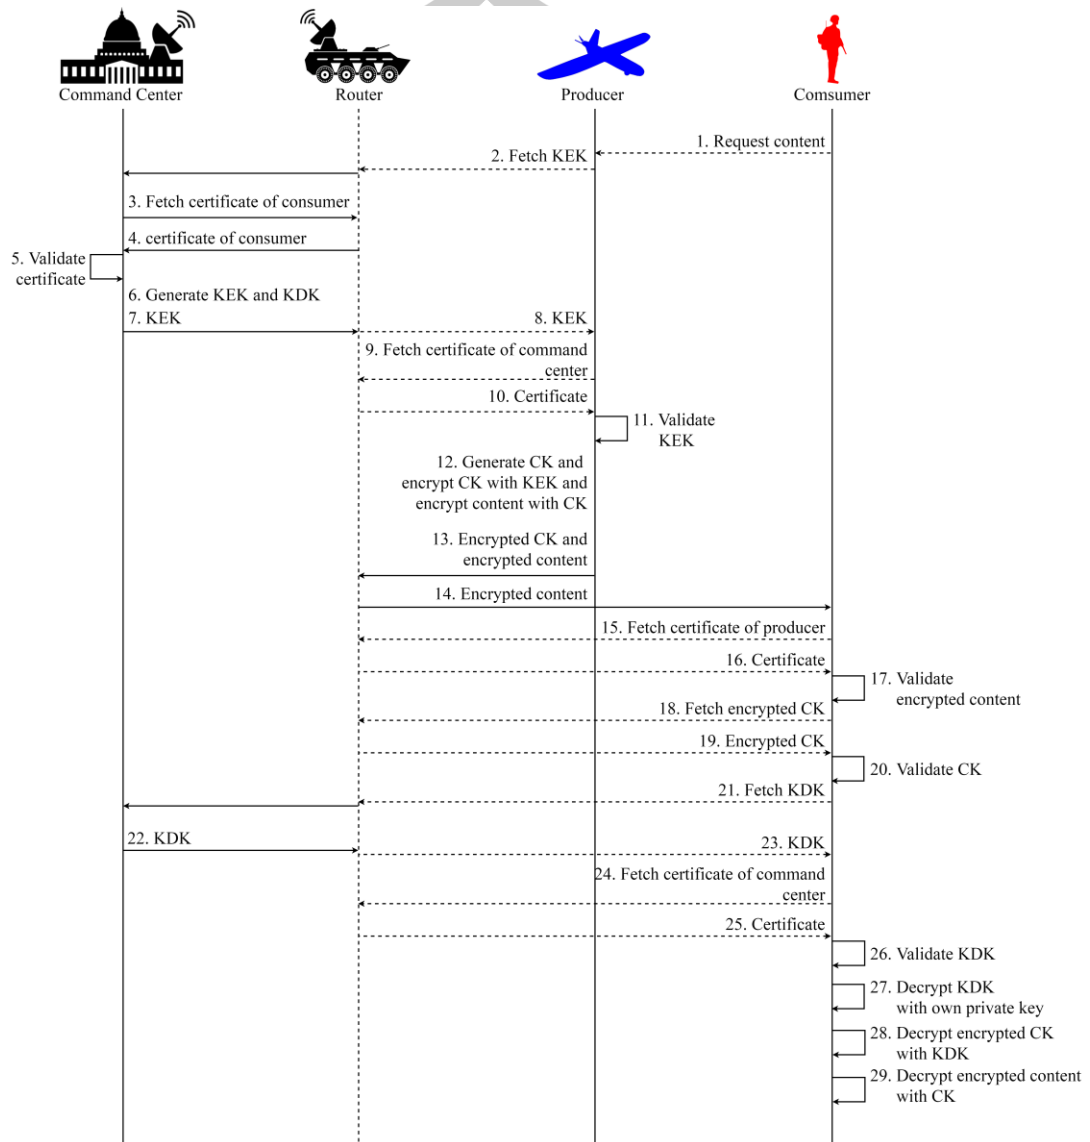 Command Center
Router
Producer
Comsumer
1. Request content
2. Fetch KEK
3. Fetch certificate of consumer
4. certificate of consumer
5. Validate
certificate
6. Generate KEK and KDK
7. KEK
8. KEK
9. Fetch certificate of command
center
10. Certificate
11. Validate
KEK
12. Generate CK and
encrypt CK with KEK and
encrypt content with CK
13. Encrypted CK and
encrypted content
14. Encrypted content
15. Fetch certificate of producer
16. Certificate
17. Validate
encrypted content
18. Fetch encrypted CK
19. Encrypted CK
20. Validate CK
21. Fetch KDK
22. KDK
23. KDK
24. Fetch certificate of command
center
25. Certificate
26. Validate KDK
27. Decrypt KDK
with own private key
28. Decrypt encrypted CK
with KDK
29. Decrypt encrypted content
with CK